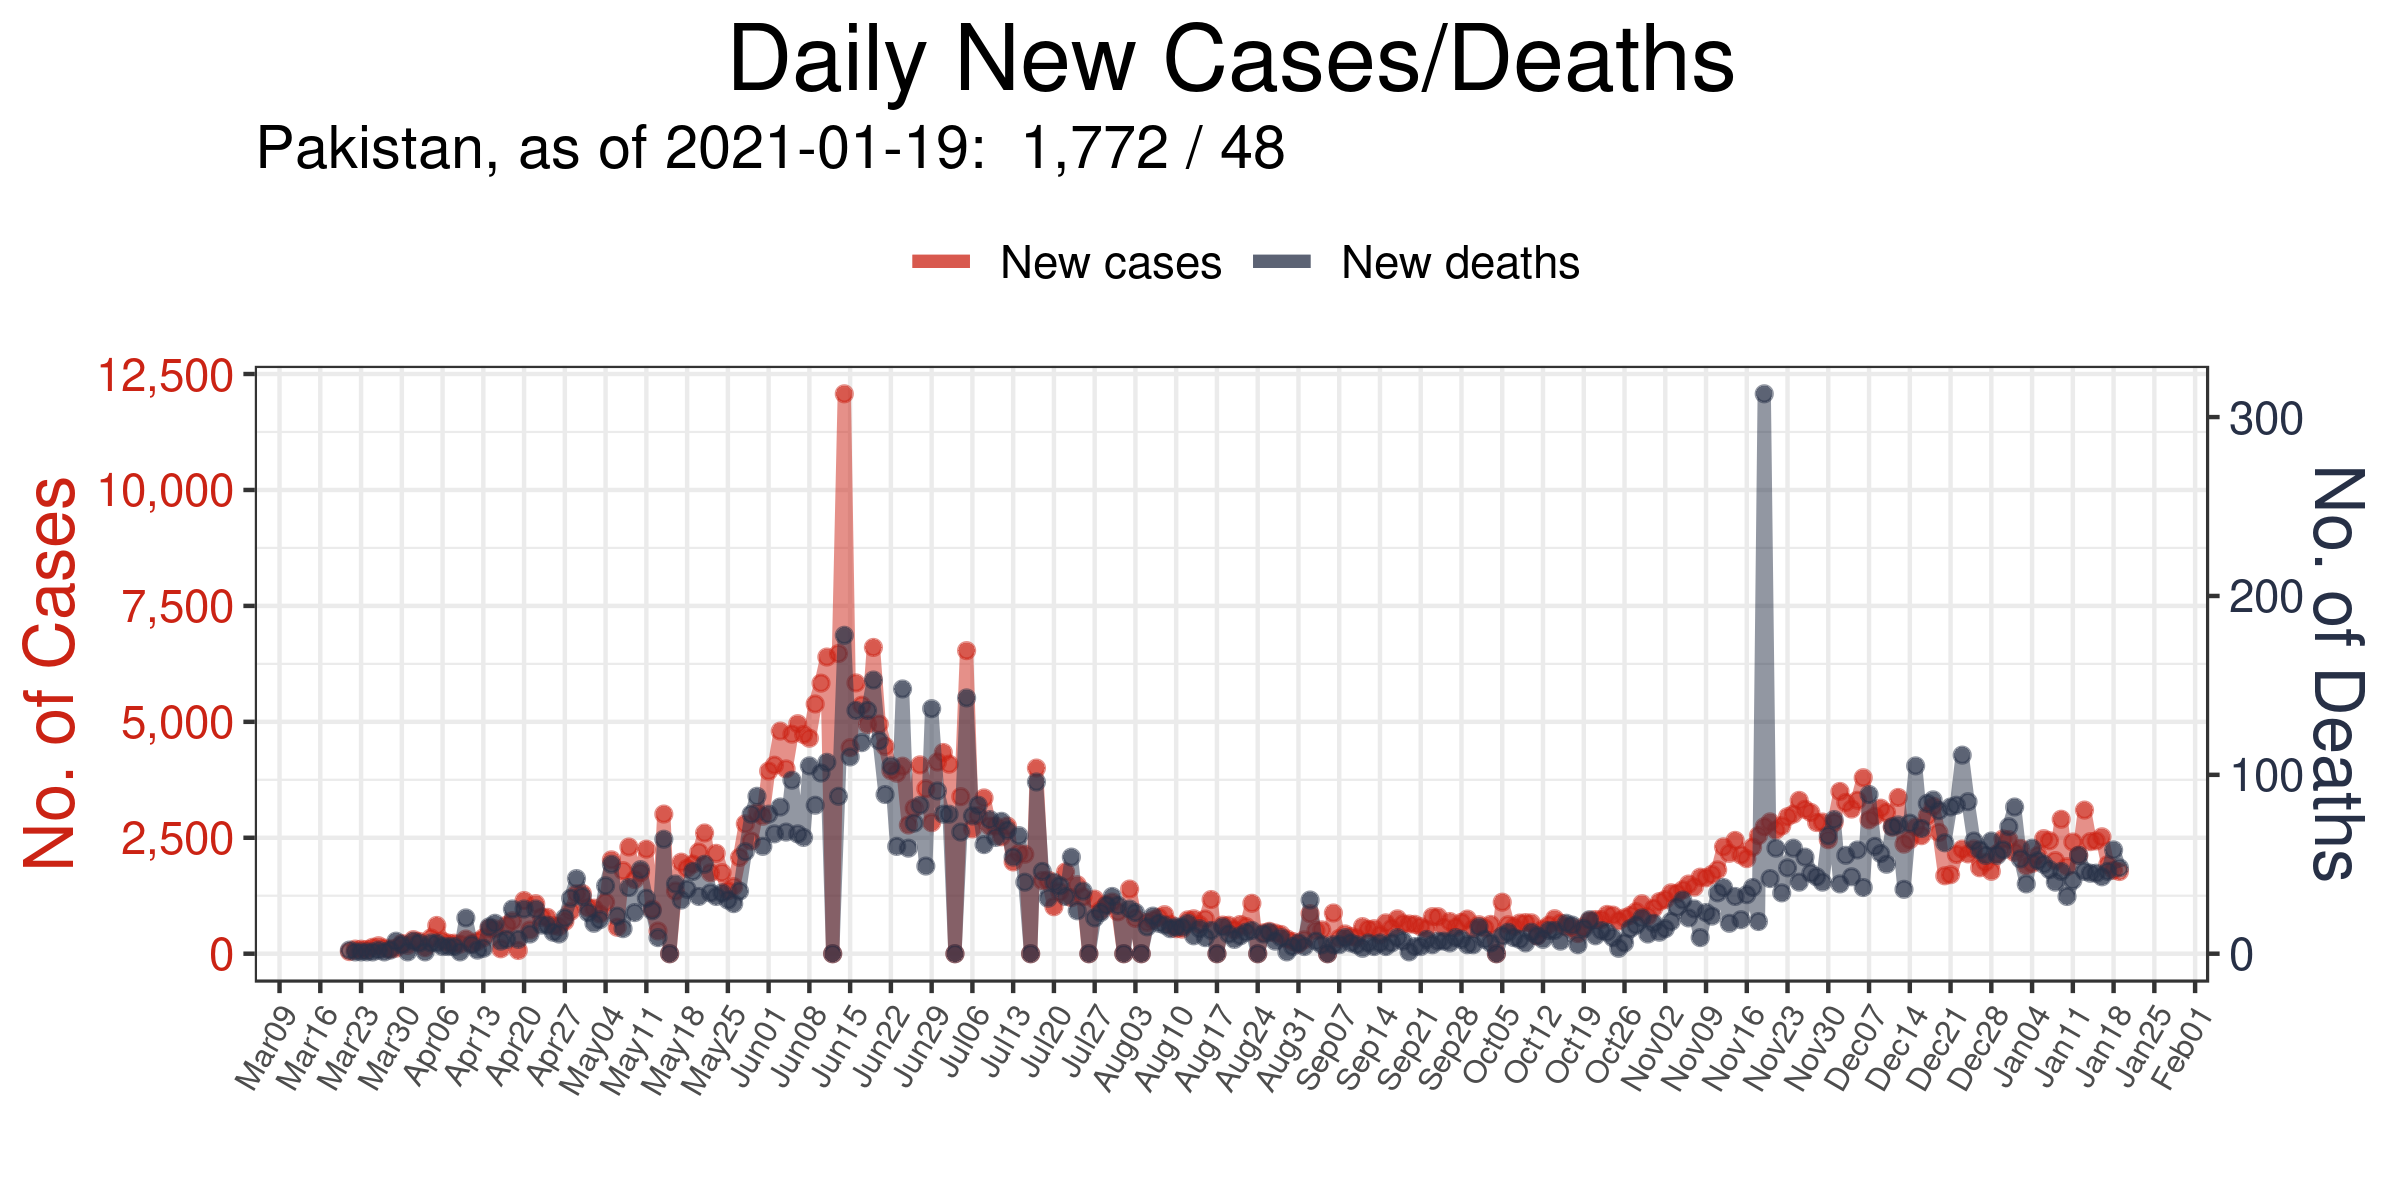 Daily New Cases/Deaths
Pakistan, as of 2021-01-19:  1,772 / 48
New cases New deaths
No. of Cases
12,500
10,000
7,500
5,000
2,500
0
300
200
100
0
No. of Deaths
Mar09 Mar16 Mar23 Mar30 Apr06 Apr13 Apr20 Apr27 May04 May11 May18 May25 Jun01 Jun08 Jun15 Jun22 Jun29 Jul06 Jul13 Jul20 Jul27 Aug03 Aug10 Aug17 Aug24 Aug31 Sep07 Sep14 Sep21 Sep28 Oct05 Oct12 Oct19 Oct26 Nov02 Nov09 Nov16 Nov23 Nov30 Dec07 Dec14 Dec21 Dec28 Jan04 Jan11 Jan18 Jan25 Feb01